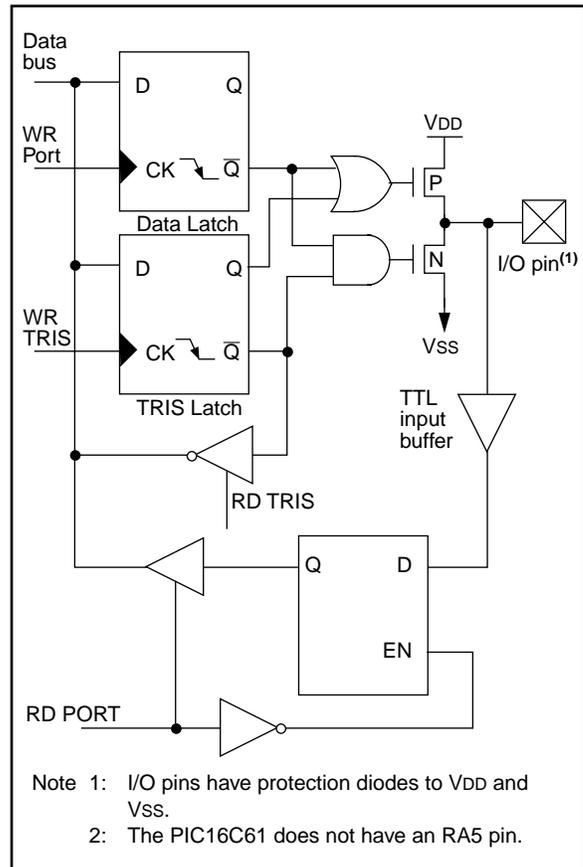 Data
bus
D
Q
WR
Port
CK
Q
Data Latch
VDD
P
D
Q
N
I/O pin(1)
WR
TRIS
CK
Q
VSS
TRIS Latch
TTL
input
buffer
RD TRIS
Q
D
EN
RD PORT
Note 1: I/O pins have protection diodes to VDD and
VSS.
2: The PIC16C61 does not have an RA5 pin.